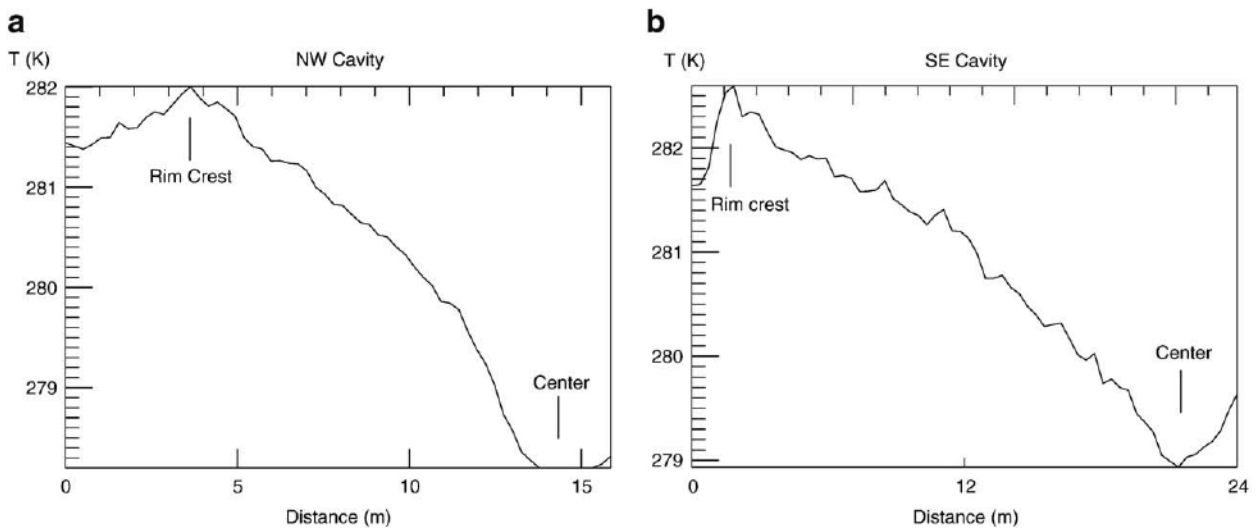 a
NW Cavity
T (K)
282
281
280
279
Rim Crest
Center
0 5 10 15
Distance (m)
b
SE Cavity
T (K)
282
281
280
279
Rim crest
Center
0 12 24
Distance (m)